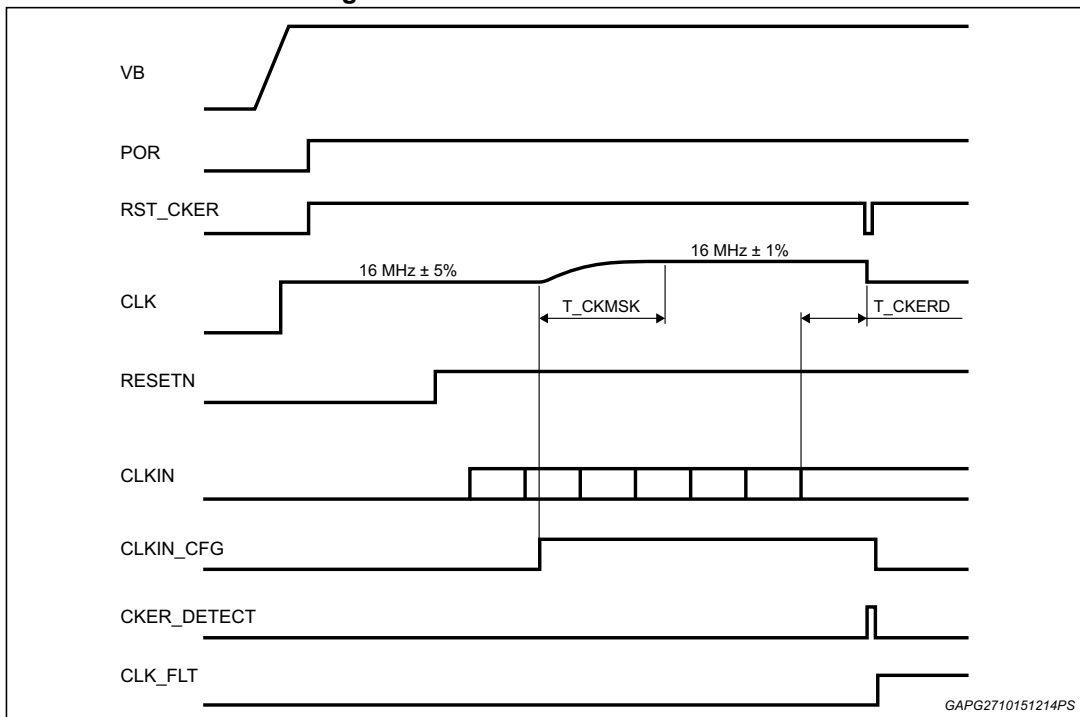 VB
POR
RST_CKER
16 MHz ± 5%
16 MHz ± 1%
CLK
T_CKMSK
T_CKERD
RESETN
CLKIN
CLKIN_CFG
CKER_DETECT
CLK_FLT
GAPG2710151214PS